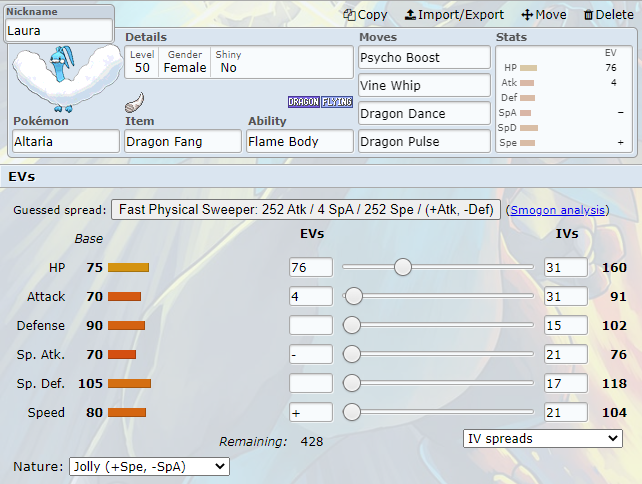 Nickname
Laura
Copy Import/Export Move Delete
Details
Level Gender Shiny
50 Female No
DRAGON FLYING
Pokémon Item Ability
Altaria Dragon Fang Flame Body
Moves
Psycho Boost
Vine Whip
Dragon Dance
Dragon Pulse
Stats
EV
HP 76
Atk 4
Def
SpA −
SpD
Spe +
EVs
Guessed spread: Fast Physical Sweeper: 252 Atk / 4 SpA / 252 Spe / (+Atk, -Def) (Smogon analysis)
Base EVs IVs
HP 75 76 31 160
Attack 70 4 31 91
Defense 90 15 102
Sp. Atk. 70 - 21 76
Sp. Def. 105 17 118
Speed 80 + 21 104
Remaining: 428 IV spreads
Nature: Jolly (+Spe, -SpA)